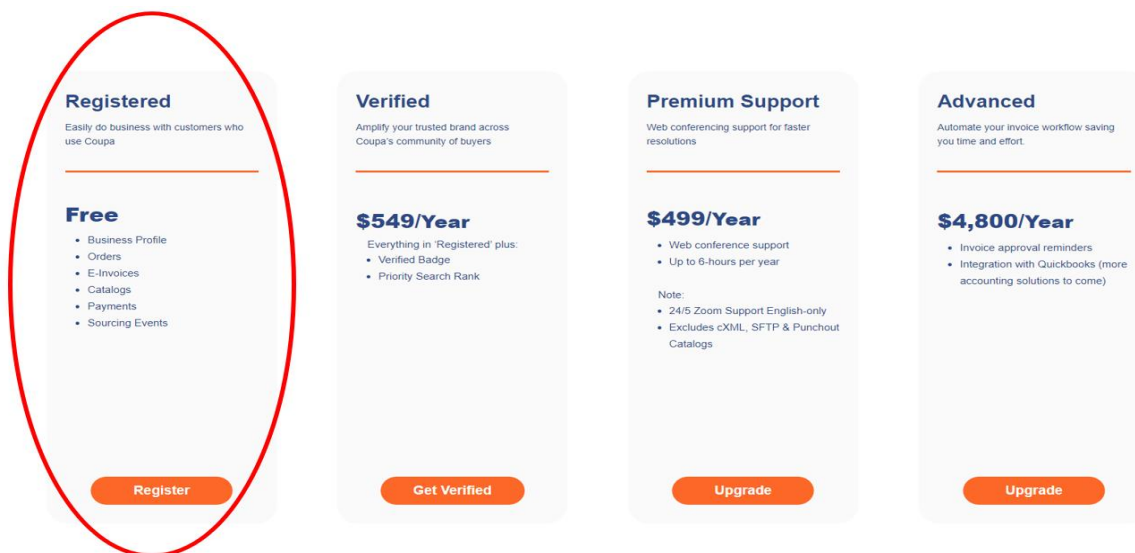 Registered
Easily do business with customers who
use Coupa
Free
• Business Profile
• Orders
• E-Invoices
• Catalogs
• Payments
• Sourcing Events
Register
Verified
Amplify your trusted brand across
Coupa's community of buyers
$549/Year
Everything in 'Registered' plus:
• Verified Badge
• Priority Search Rank
Get Verified
Premium Support
Web conferencing support for faster
resolutions
$499/Year
• Web conference support
• Up to 6-hours per year
Note:
• 24/5 Zoom Support English-only
• Excludes cXML, SFTP & Punchout
Catalogs
Upgrade
Advanced
Automate your invoice workflow saving
you time and effort.
$4,800/Year
• Invoice approval reminders
• Integration with Quickbooks (more
accounting solutions to come)
Upgrade